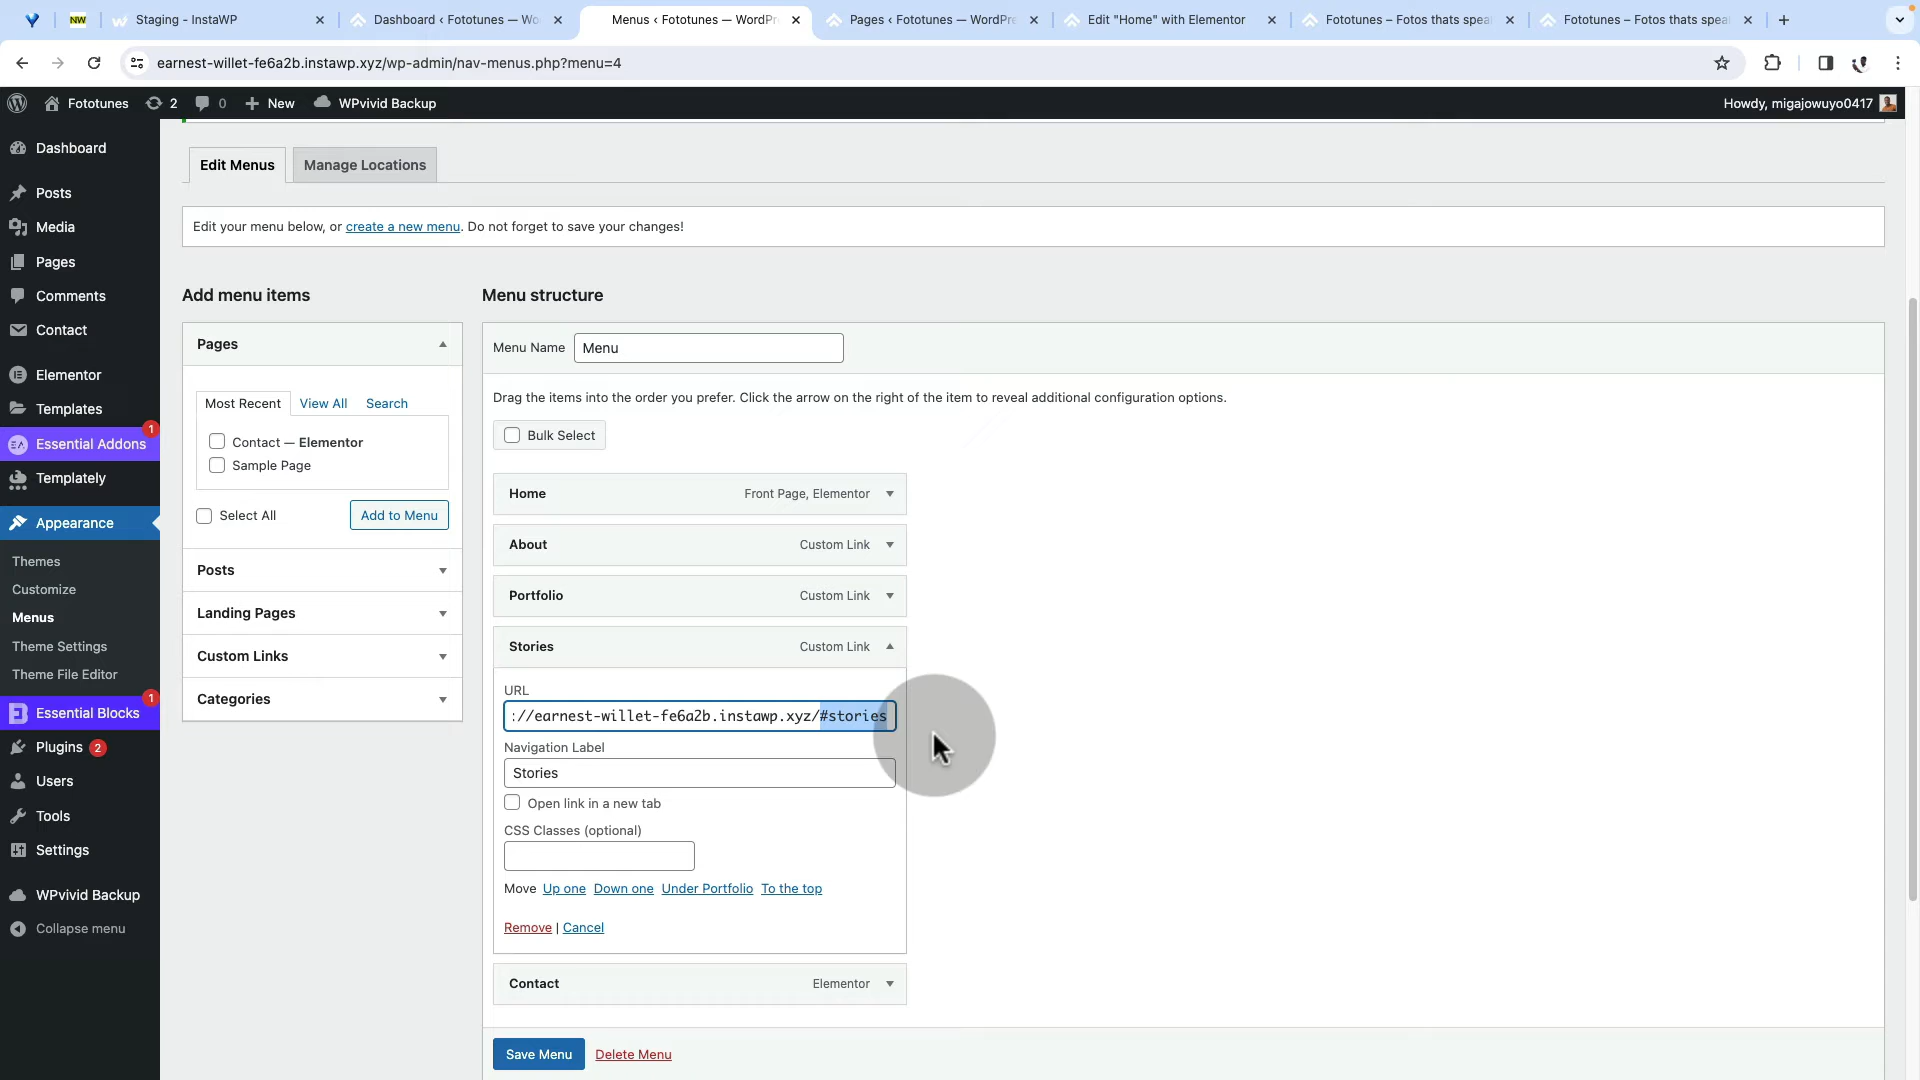 NW
Staging - InstaWP
Dashboard ‹ Fototunes — Wo
Menus ‹ Fototunes — WordPr
Pages ‹ Fototunes — WordPre
Edit "Home" with Elementor
Fototunes – Fotos thats spea
Fototunes – Fotos thats spea
earnest-willet-fe6a2b.instawp.xyz/wp-admin/nav-menus.php?menu=4
Fototunes
2
0
New
WPvivid Backup
Howdy, migajowuyo0417
Dashboard
Posts
Media
Pages
Comments
Contact
Elementor
Templates
Essential Addons
1
Templately
Appearance
Themes
Customize
Menus
Theme Settings
Theme File Editor
Essential Blocks
1
Plugins 2
Users
Tools
Settings
WPvivid Backup
Collapse menu
Edit Menus
Manage Locations
Edit your menu below, or create a new menu. Do not forget to save your changes!
Add menu items
Pages
Most Recent
View All
Search
Contact — Elementor
Sample Page
Select All
Add to Menu
Posts
Landing Pages
Custom Links
Categories
Menu structure
Menu Name
Menu
Drag the items into the order you prefer. Click the arrow on the right of the item to reveal additional configuration options.
Bulk Select
Home
Front Page, Elementor
About
Custom Link
Portfolio
Custom Link
Stories
Custom Link
URL
://earnest-willet-fe6a2b.instawp.xyz/#stories
Navigation Label
Stories
Open link in a new tab
CSS Classes (optional)
Move Up one Down one Under Portfolio To the top
Remove | Cancel
Contact
Elementor
Save Menu
Delete Menu